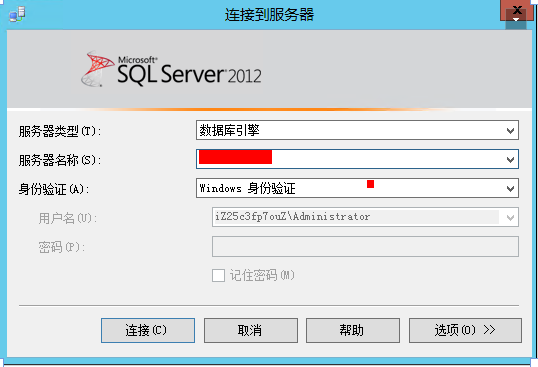 连接到服务器
Microsoft
SQL Server 2012
服务器类型(T):
数据库引擎
服务器名称(S):
身份验证(A):
Windows 身份验证
用户名(U):
iZ25c3fp7ouZ\Administrator
密码(P):
记住密码(M)
连接(C)
取消
帮助
选项(O) >>